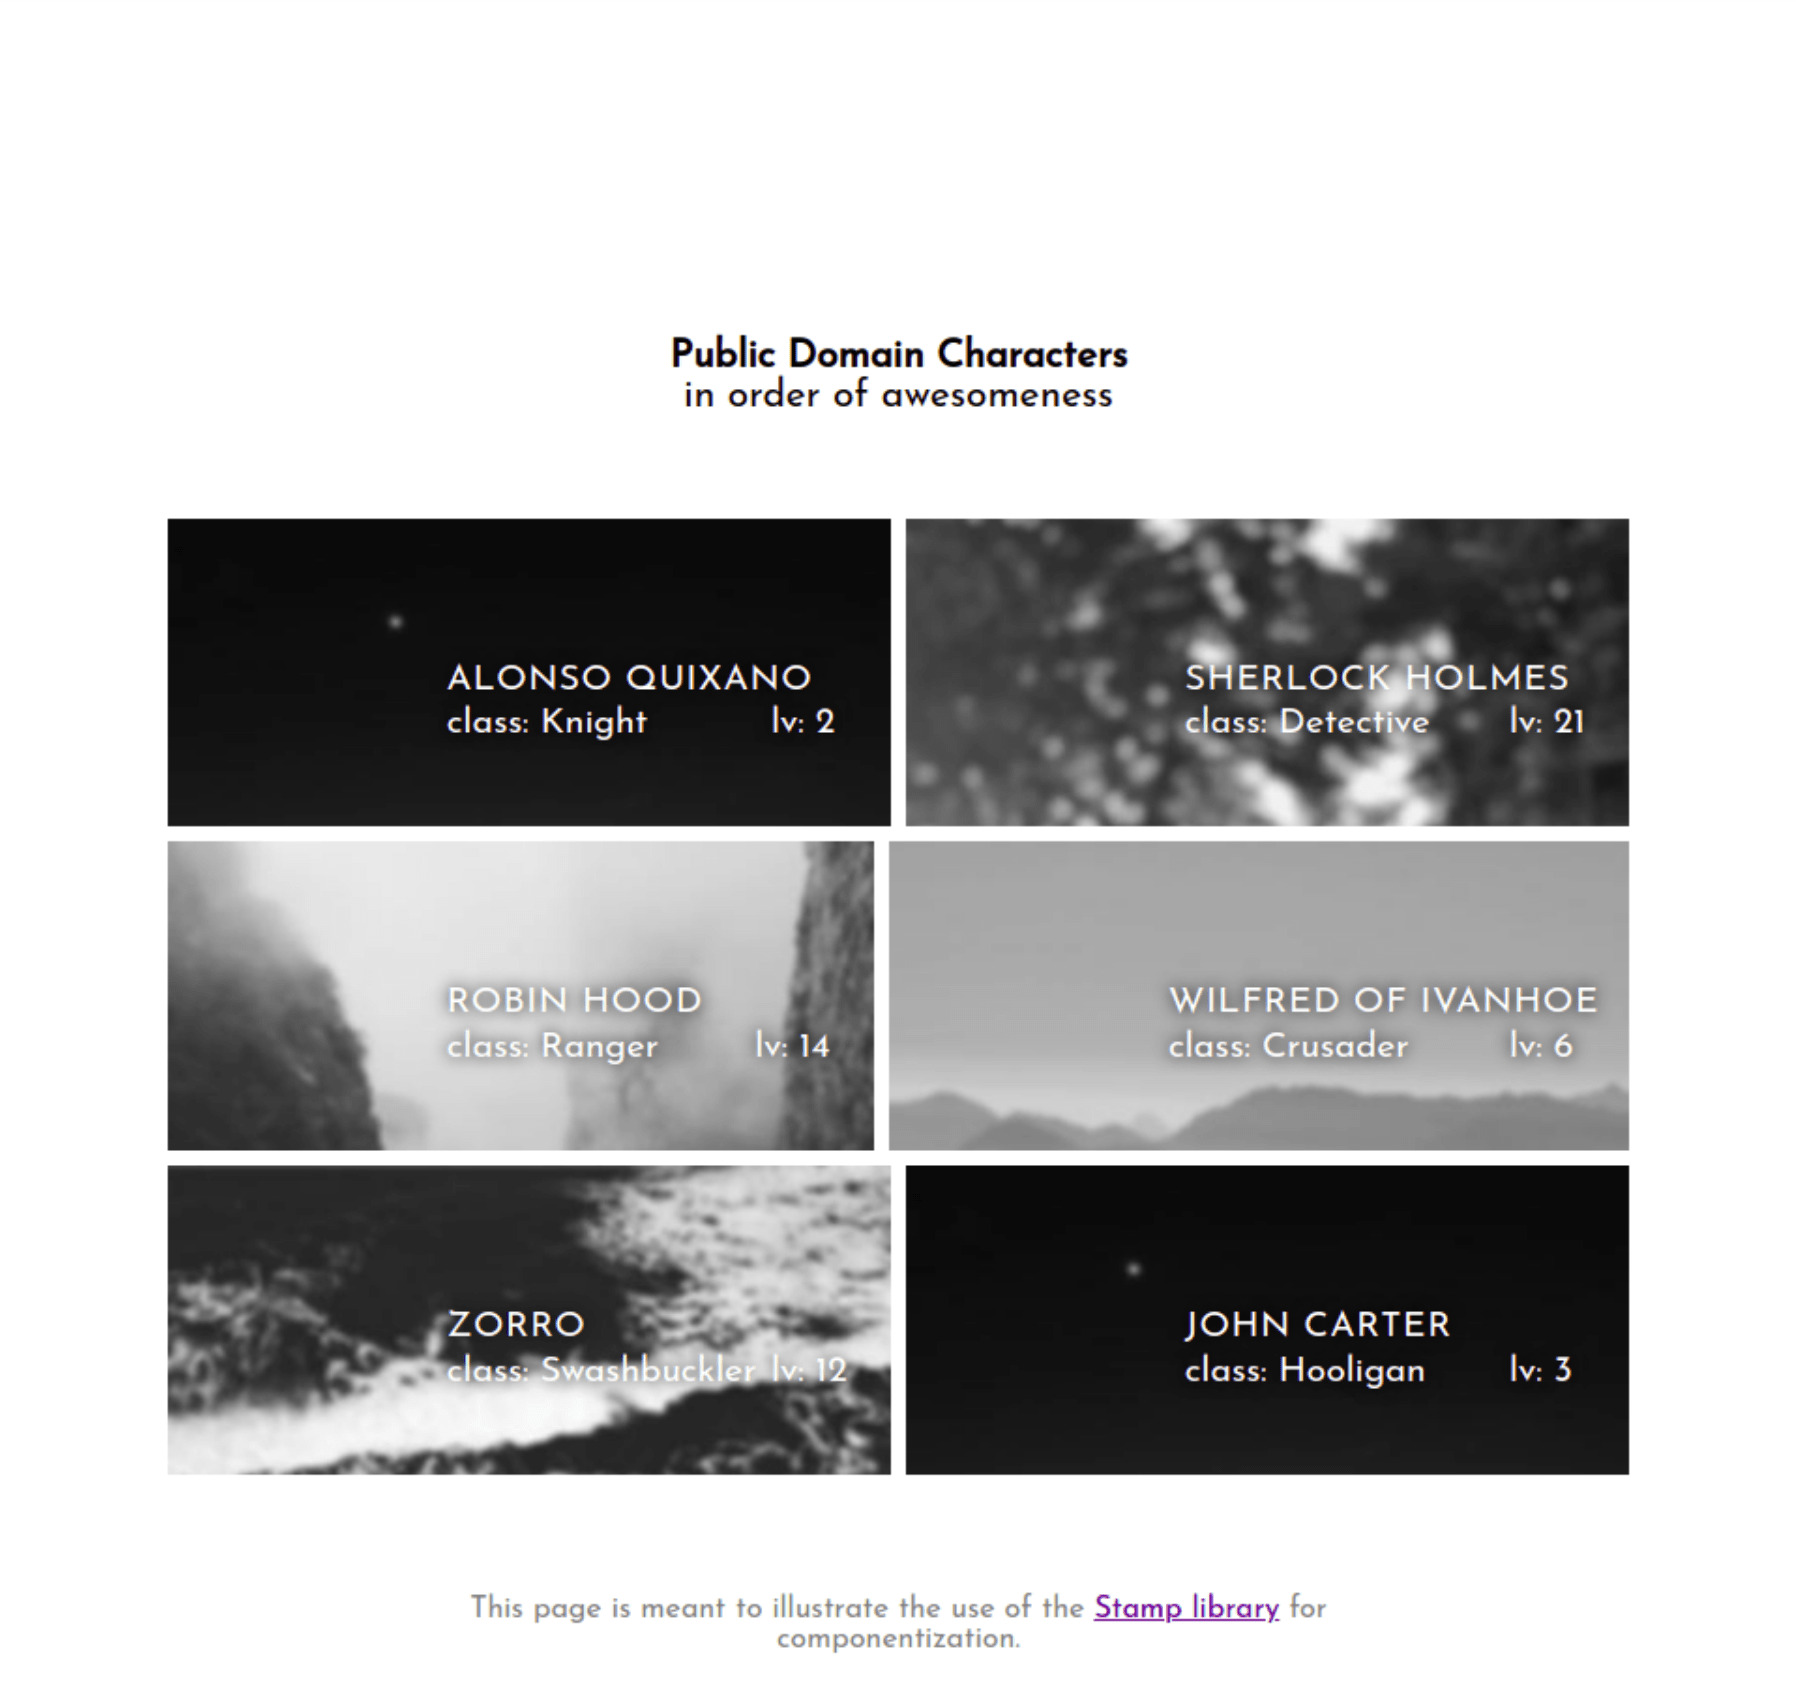 Public Domain Characters
in order of awesomeness
ALONSO QUIXANO
class: Knight lv: 2
SHERLOCK HOLMES
class: Detective lv: 21
ROBIN HOOD
class: Ranger lv: 14
WILFRED OF IVANHOE
class: Crusader lv: 6
ZORRO
class: Swashbuckler lv: 12
JOHN CARTER
class: Hooligan lv: 3
This page is meant to illustrate the use of the Stamp library for
componentization.